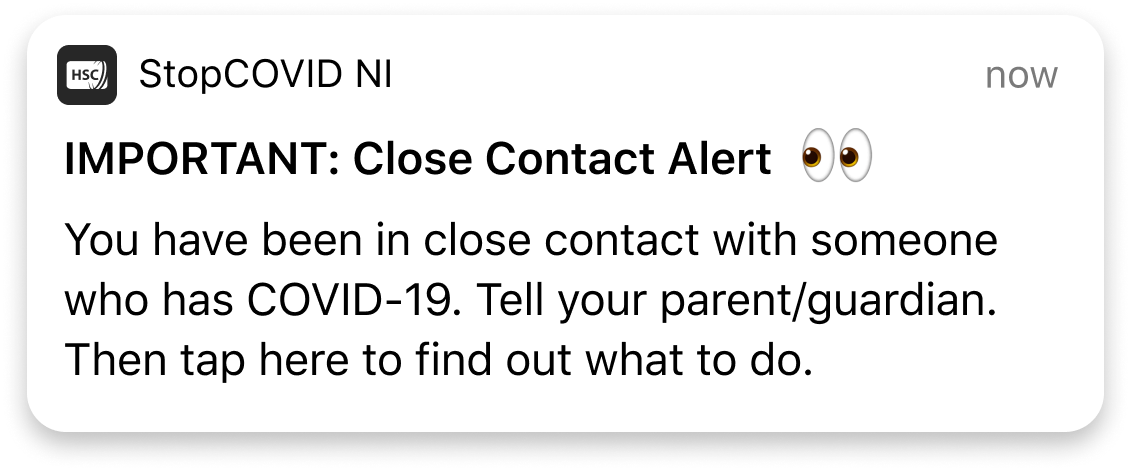 HSC StopCOVID NI now
IMPORTANT: Close Contact Alert 👀
You have been in close contact with someone
who has COVID-19. Tell your parent/guardian.
Then tap here to find out what to do.